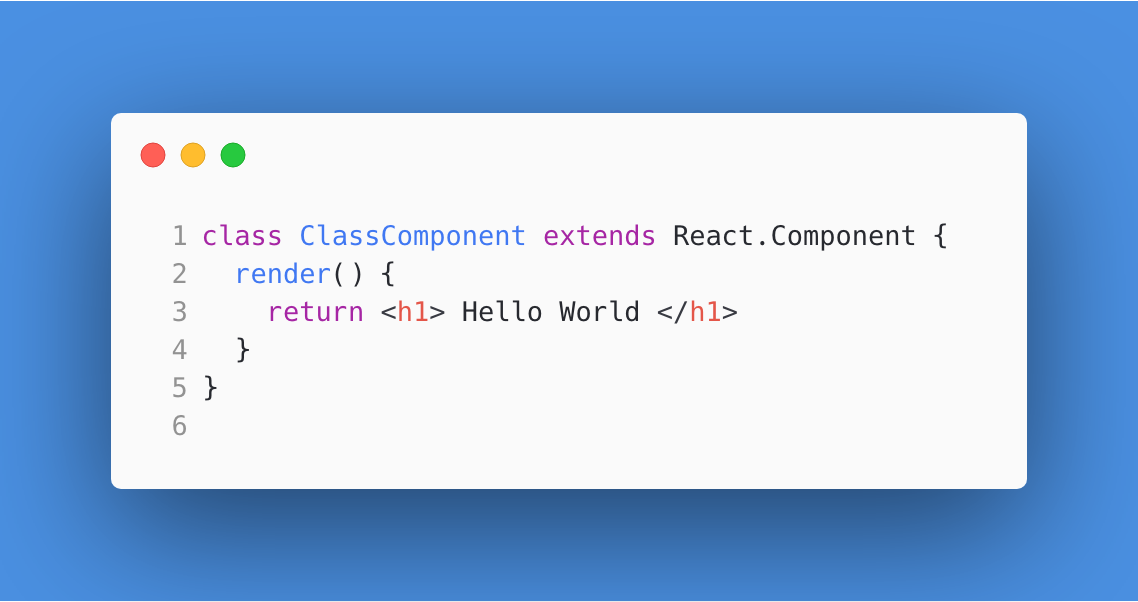 1 class ClassComponent extends React.Component {
2   render() {
3     return <h1> Hello World </h1>
4   }
5 }
6